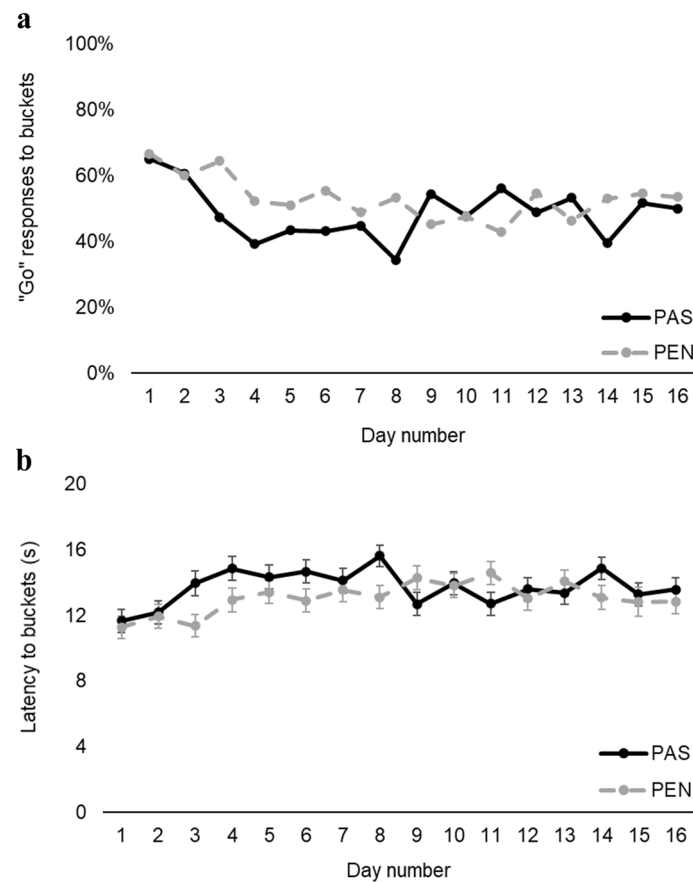 a
"Go" responses to buckets
100%
80%
60%
40%
20%
0%
PAS
PEN
1 2 3 4 5 6 7 8 9 10 11 12 13 14 15 16
Day number
b
Latency to buckets (s)
20
16
12
8
4
0
PAS
PEN
1 2 3 4 5 6 7 8 9 10 11 12 13 14 15 16
Day number